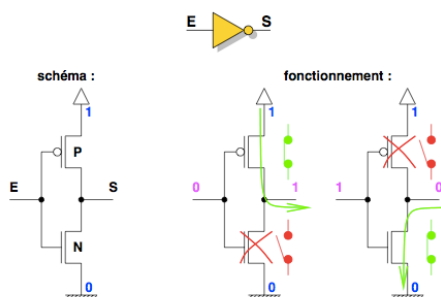 E S
schéma : fonctionnement :
1 1 1
P
E S 0 1 1 0
N
0 0 0